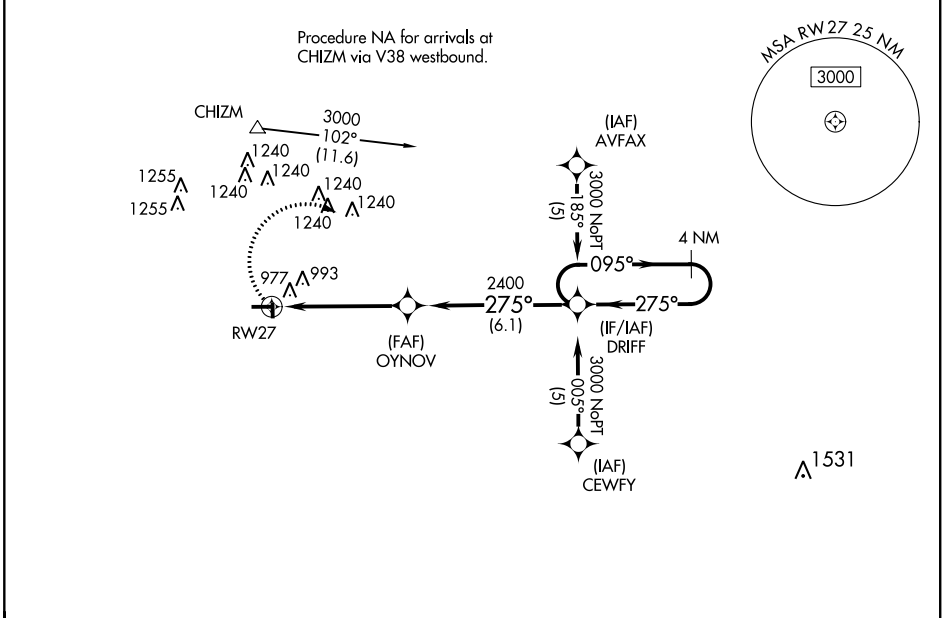 Procedure NA for arrivals at
CHIZM via V38 westbound.
MSA RW27 25 NM
3000
CHIZM
3000
102°
(11.6)
(IAF)
AVFAX
1240
1255
1240
1240
1240
1255
1240
1240
3000 NoPT
185°
(5)
4 NM
095°
977
993
2400
275°
(6.1)
275°
RW27
(FAF)
OYNOV
(IF/IAF)
DRIFF
3000 NoPT
005°
(5)
(IAF)
CEWFY
1531